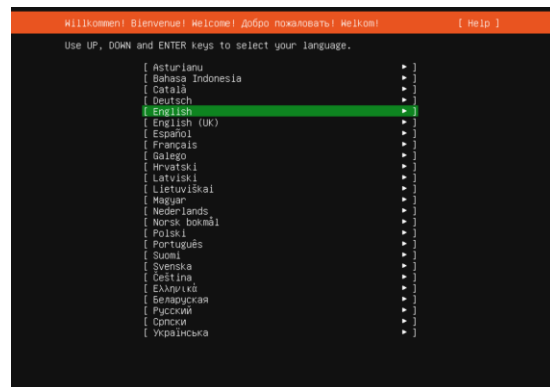 Willkommen! Bienvenue! Welcome! Добро пожаловать! Welkom! [ Help ]
Use UP, DOWN and ENTER keys to select your language.
[ Asturianu ► ]
[ Bahasa Indonesia ► ]
[ Català ► ]
[ Deutsch ► ]
[ English ► ]
[ English (UK) ► ]
[ Español ► ]
[ Français ► ]
[ Galego ► ]
[ Hrvatski ► ]
[ Latviski ► ]
[ Lietuviškai ► ]
[ Magyar ► ]
[ Nederlands ► ]
[ Norsk bokmål ► ]
[ Polski ► ]
[ Português ► ]
[ Suomi ► ]
[ Svenska ► ]
[ Čeština ► ]
[ Ελληνικά ► ]
[ Беларуская ► ]
[ Русский ► ]
[ Српски ► ]
[ Українська ► ]